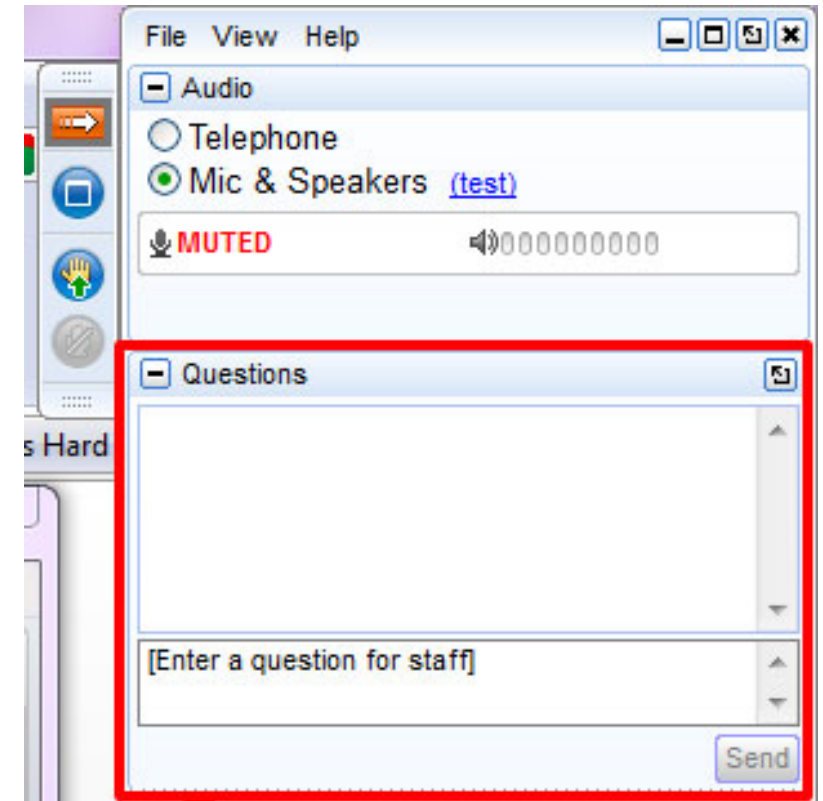 File View Help
Audio
Telephone
Mic & Speakers (test)
MUTED
Questions
s Hard
[Enter a question for staff]
Send